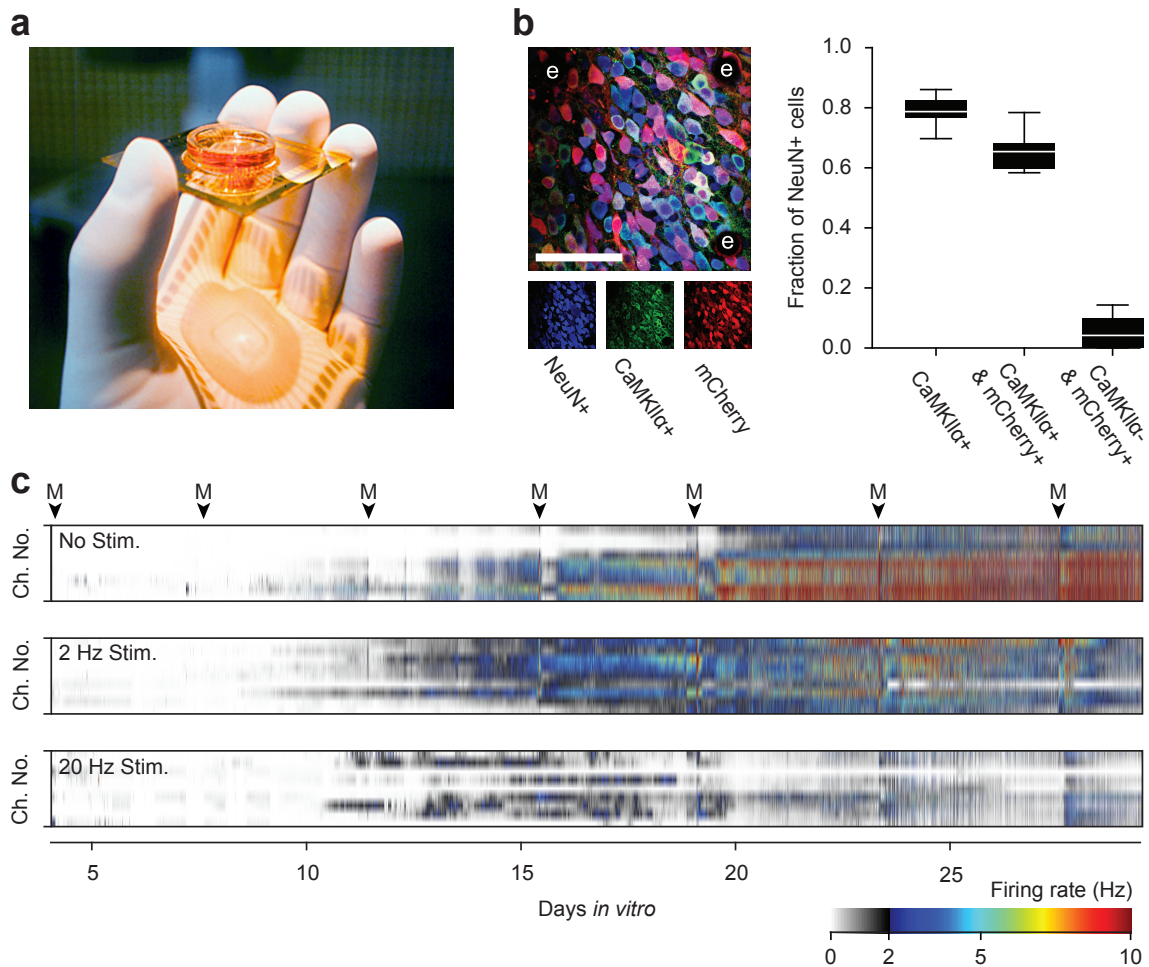 a
b
e
e
e
NeuN+
CaMKIIα+
mCherry
Fraction of NeuN+ cells
1.0
0.8
0.6
0.4
0.2
0.0
CaMKIIα+
CaMKIIα+
& mCherry+
CaMKIIα-
& mCherry+
c
M M M M M M M
Ch. No.
No Stim.
Ch. No.
2 Hz Stim.
Ch. No.
20 Hz Stim.
5 10 15 20 25
Days in vitro
Firing rate (Hz)
0 2 5 10